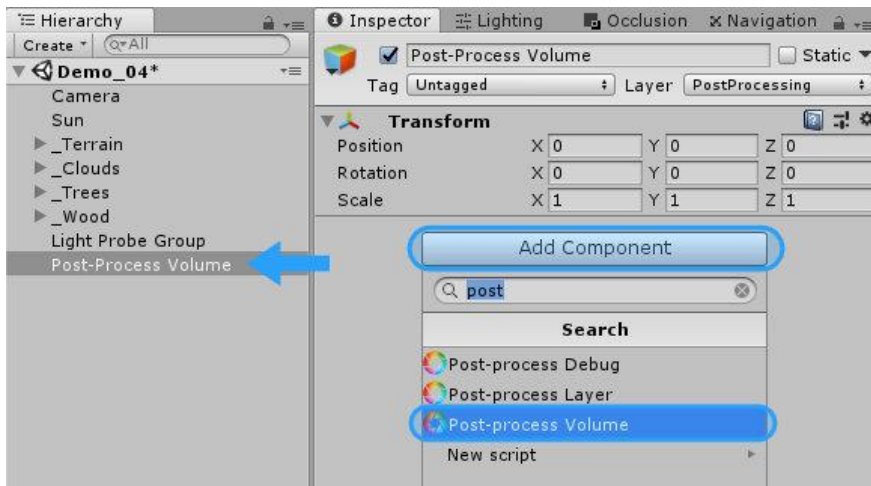 Hierarchy
Create All
Demo_04*
Camera
Sun
_Terrain
_Clouds
_Trees
_Wood
Light Probe Group
Post-Process Volume
Inspector Lighting Occlusion Navigation
Post-Process Volume Static
Tag Untagged Layer PostProcessing
Transform
Position X 0 Y 0 Z 0
Rotation X 0 Y 0 Z 0
Scale X 1 Y 1 Z 1
Add Component
post
Search
Post-process Debug
Post-process Layer
Post-process Volume
New script